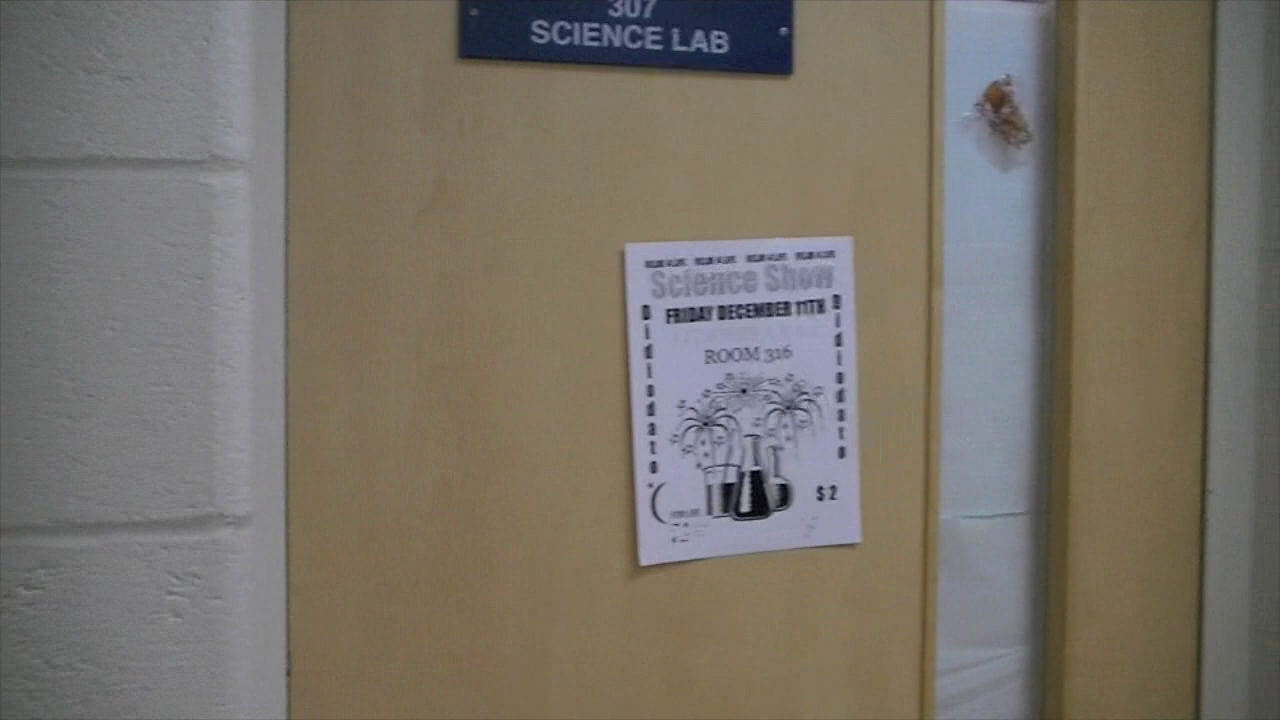 307
SCIENCE LAB
Science Show
FRIDAY DECEMBER 11TH
Didiodato
Didiodato
ROOM 316
$2